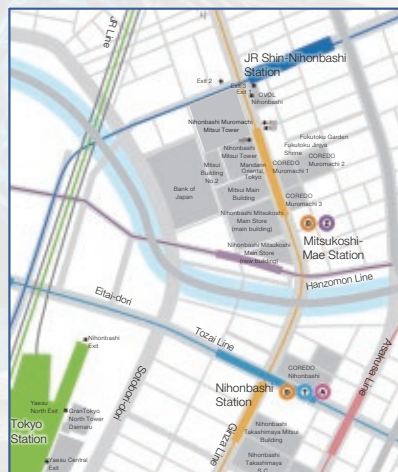 JR Line
JR Shin-Nihonbashi
Station
Exit 2
Exit 5
Exit 1
OVOL
Nihonbashi
Nihonbashi Muromachi
Mitsui Tower
Nihonbashi
Mitsui Tower
Mandarin
Oriental,
Tokyo
Mitsui
Building
No.2
Fukutoku Garden
Fukutoku Jinjya
Shrine
COREDO
Muromachi 2
COREDO
Muromachi 1
Bank of
Japan
Mitsui Main
Building
COREDO
Muromachi 3
Nihonbashi Mitsukoshi
Main Store
(main building)
Mitsukoshi-
Mae Station
Nihonbashi Mitsukoshi
Main Store
(new building)
Hanzomon Line
Eitai-dori
Tozai Line
Asakusa Line
Nihonbashi
Exit
Sotobori-dori
COREDO
Nihonbashi
Nihonbashi
Station
Yaesu
North Exit
GranTokyo
North Tower
Daimaru
Tokyo
Station
Ginza Line
Nihonbashi
Takashimaya Mitsui
Building
Yaesu Central
Exit
Nihonbashi
Takashimaya
S.C.